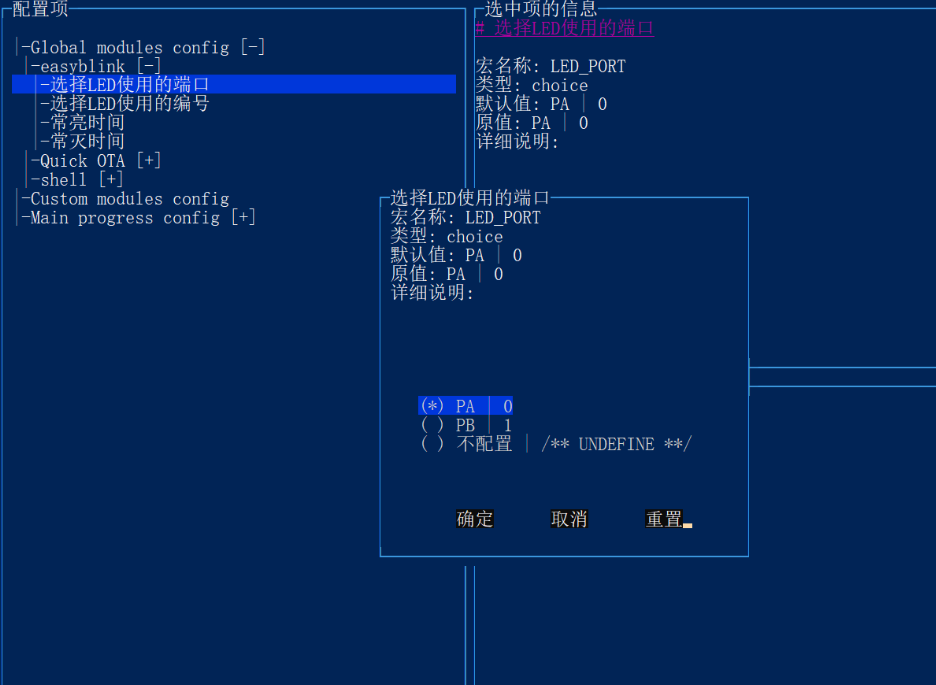 配置项
Global modules config [-]
easyblink [-]
选择LED使用的端口
选择LED使用的编号
常亮时间
常灭时间
Quick OTA [+]
shell [+]
Custom modules config
Main progress config [+]
选中项的信息
# 选择LED使用的端口
宏名称: LED_PORT
类型: choice
默认值: PA | 0
原值: PA | 0
详细说明:
选择LED使用的端口
宏名称: LED_PORT
类型: choice
默认值: PA | 0
原值: PA | 0
详细说明:
(*) PA | 0
( ) PB | 1
( ) 不配置 | /** UNDEFINE **/
确定 取消 重置